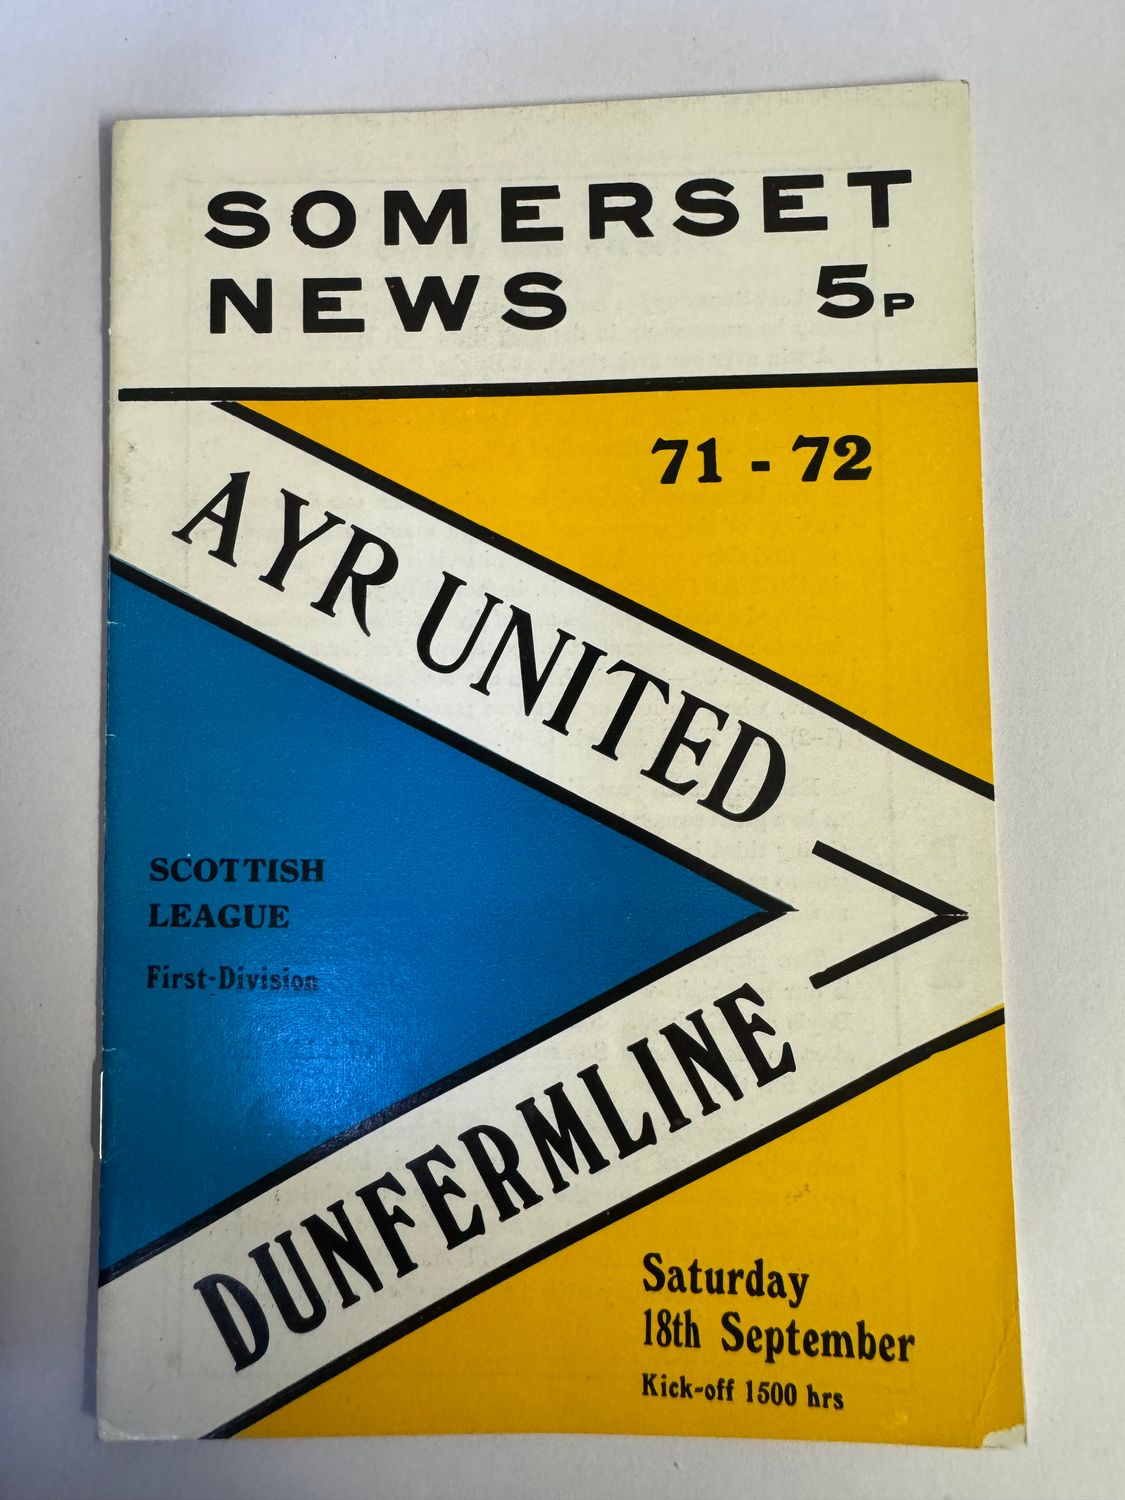 SOMERSET
NEWS 5P
71 - 72
AYR UNITED
SCOTTISH
LEAGUE
First-Division
DUNFERMLINE
Saturday
18th September
Kick-off 1500 hrs